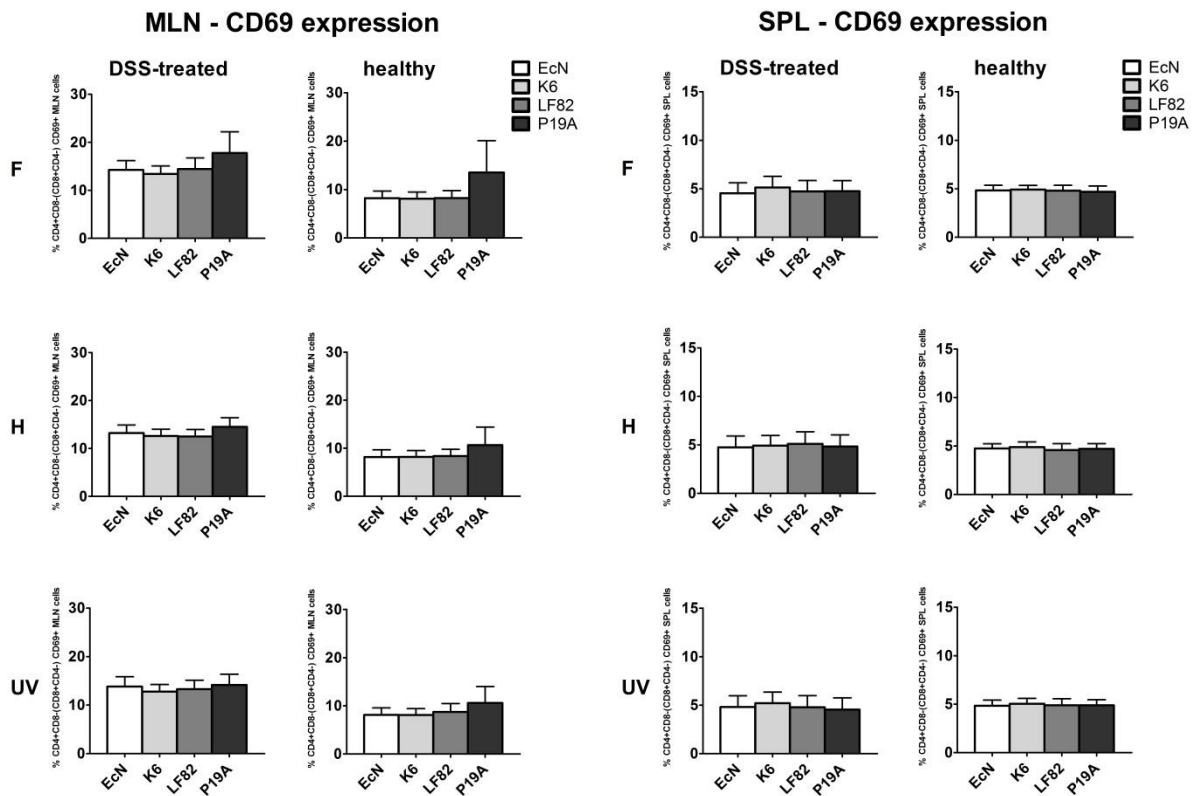 MLN - CD69 expression
SPL - CD69 expression
DSS-treated
healthy
EcN
K6
LF82
P19A
DSS-treated
healthy
EcN
K6
LF82
P19A
F
% CD4+CD8-(CD8+CD4-) CD69+ MLN cells
30
20
10
0
EcN K6 LF82 P19A
% CD4+CD8-(CD8+CD4-) CD69+ MLN cells
30
20
10
0
EcN K6 LF82 P19A
F
% CD4+CD8-(CD8+CD4-) CD69+ SPL cells
15
10
5
0
EcN K6 LF82 P19A
% CD4+CD8-(CD8+CD4-) CD69+ SPL cells
15
10
5
0
EcN K6 LF82 P19A
H
% CD4+CD8-(CD8+CD4-) CD69+ MLN cells
30
20
10
0
EcN K6 LF82 P19A
% CD4+CD8-(CD8+CD4-) CD69+ MLN cells
30
20
10
0
EcN K6 LF82 P19A
H
% CD4+CD8-(CD8+CD4-) CD69+ SPL cells
15
10
5
0
EcN K6 LF82 P19A
% CD4+CD8-(CD8+CD4-) CD69+ SPL cells
15
10
5
0
EcN K6 LF82 P19A
UV
% CD4+CD8-(CD8+CD4-) CD69+ MLN cells
30
20
10
0
EcN K6 LF82 P19A
% CD4+CD8-(CD8+CD4-) CD69+ MLN cells
30
20
10
0
EcN K6 LF82 P19A
UV
% CD4+CD8-(CD8+CD4-) CD69+ SPL cells
15
10
5
0
EcN K6 LF82 P19A
% CD4+CD8-(CD8+CD4-) CD69+ SPL cells
15
10
5
0
EcN K6 LF82 P19A